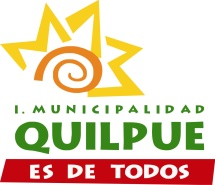 I. MUNICIPALIDAD
QUILPUE
ES DE TODOS